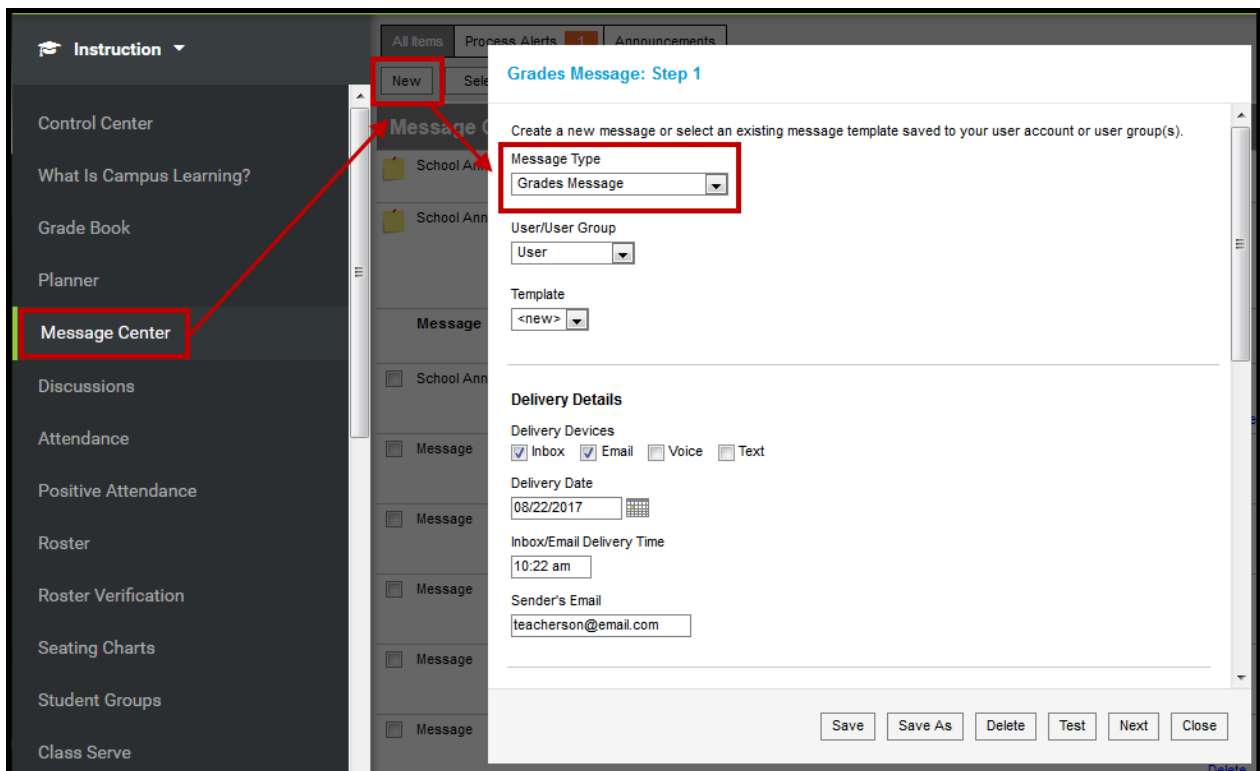 Instruction
Control Center
What Is Campus Learning?
Grade Book
Planner
Message Center
Discussions
Attendance
Positive Attendance
Roster
Roster Verification
Seating Charts
Student Groups
Class Serve
All Items Process Alerts 1 Announcements
New Sele
Message C
School Ann
School Ann
Message
School Ann
Message
Message
Message
Message
Message
Grades Message: Step 1
Create a new message or select an existing message template saved to your user account or user group(s).
Message Type
Grades Message
User/User Group
User
Template
<new>
Delivery Details
Delivery Devices
Inbox Email Voice Text
Delivery Date
08/22/2017
Inbox/Email Delivery Time
10:22 am
Sender's Email
teacherson@email.com
Save Save As Delete Test Next Close
Delete